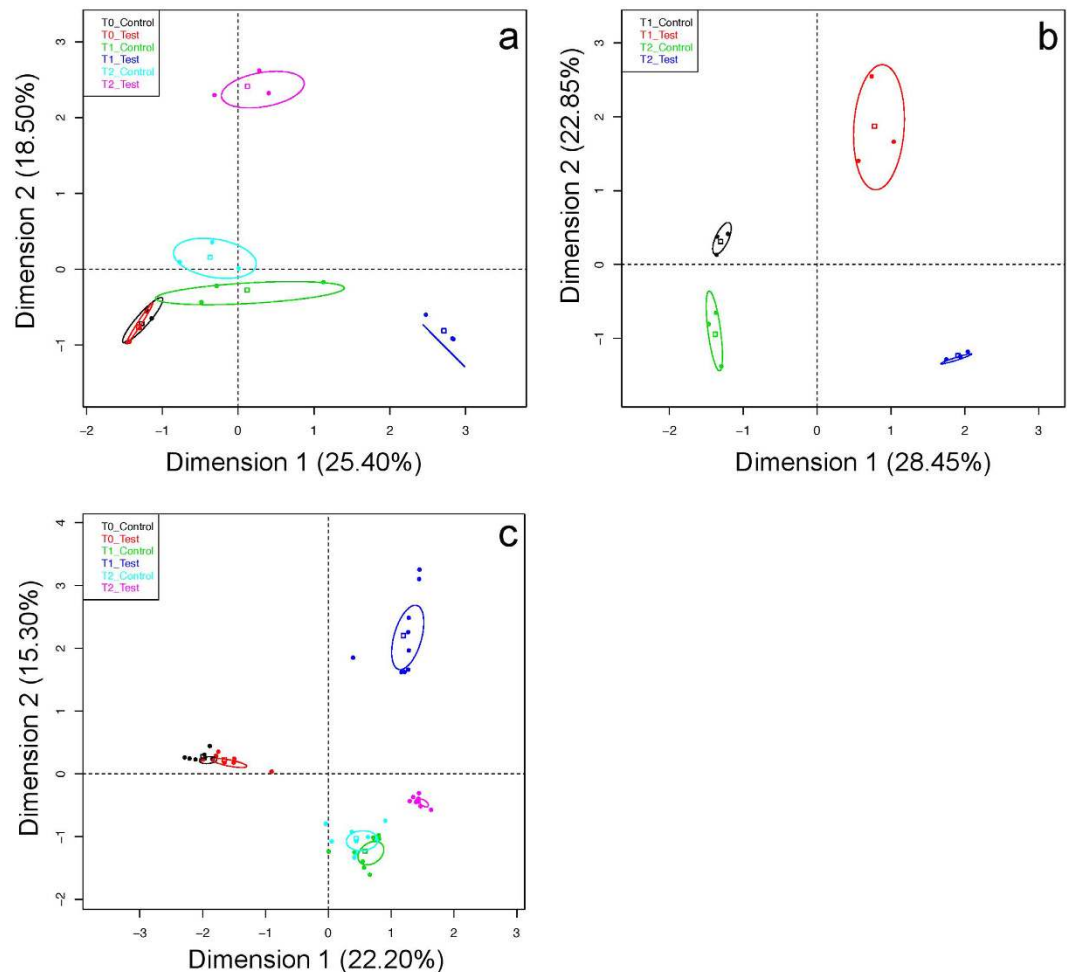 T0_Control
T0_Test
T1_Control
T1_Test
T2_Control
T2_Test
a
3
2
1
0
−1
Dimension 2 (18.50%)
−2 −1 0 1 2 3
Dimension 1 (25.40%)
T1_Control
T1_Test
T2_Control
T2_Test
b
3
2
1
0
−1
Dimension 2 (22.85%)
−2 −1 0 1 2 3
Dimension 1 (28.45%)
T0_Control
T0_Test
T1_Control
T1_Test
T2_Control
T2_Test
c
4
3
2
1
0
−1
−2
Dimension 2 (15.30%)
−3 −2 −1 0 1 2 3
Dimension 1 (22.20%)